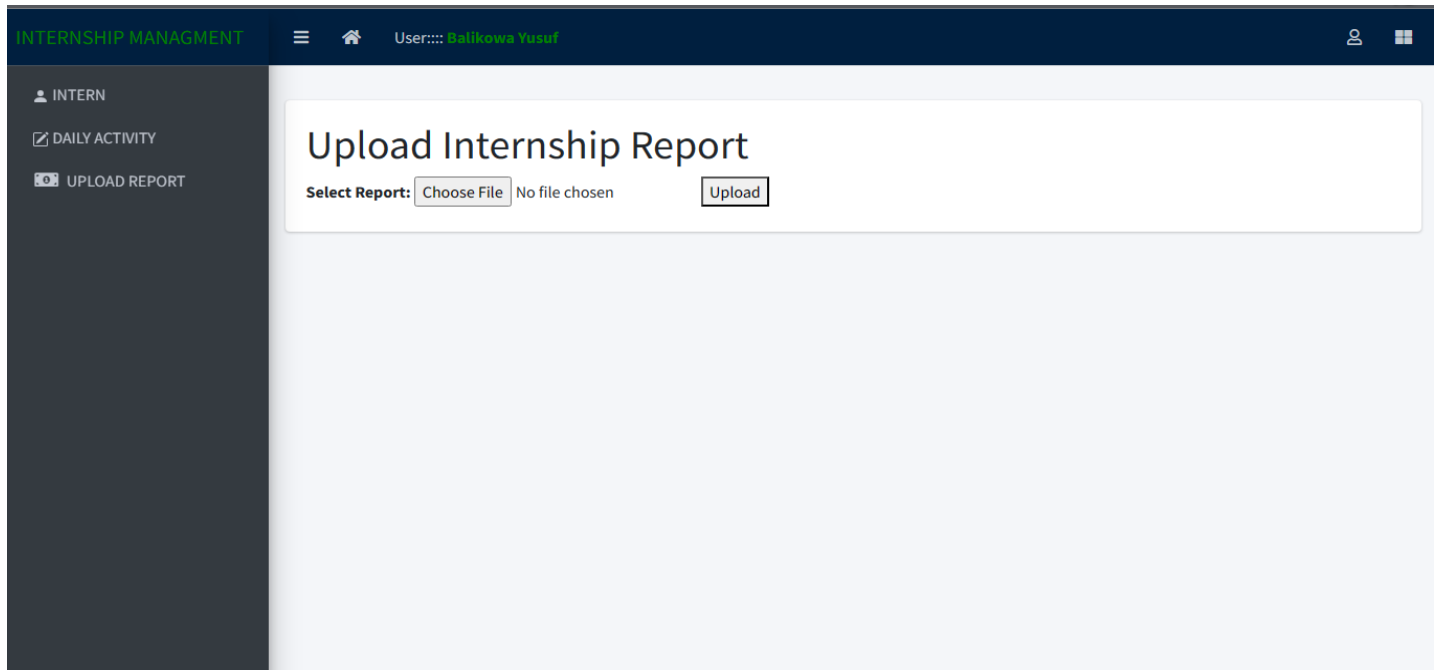 INTERNSHIP MANAGMENT
User:::: Balikowa Yusuf
INTERN
DAILY ACTIVITY
UPLOAD REPORT
Upload Internship Report
Select Report: Choose File No file chosen Upload